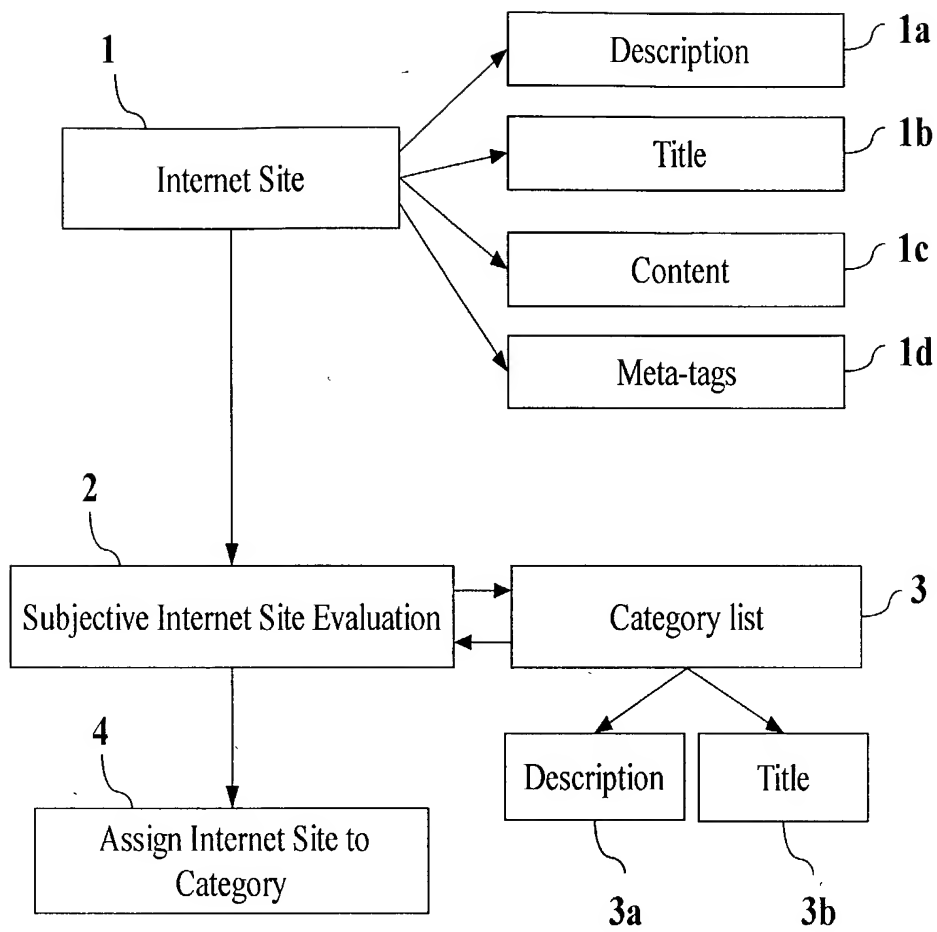 1
1a
Description
1b
Title
Internet Site
1c
Content
1d
Meta-tags
2
Subjective Internet Site Evaluation
Category list
3
4
Description
Title
Assign Internet Site to
Category
3a
3b